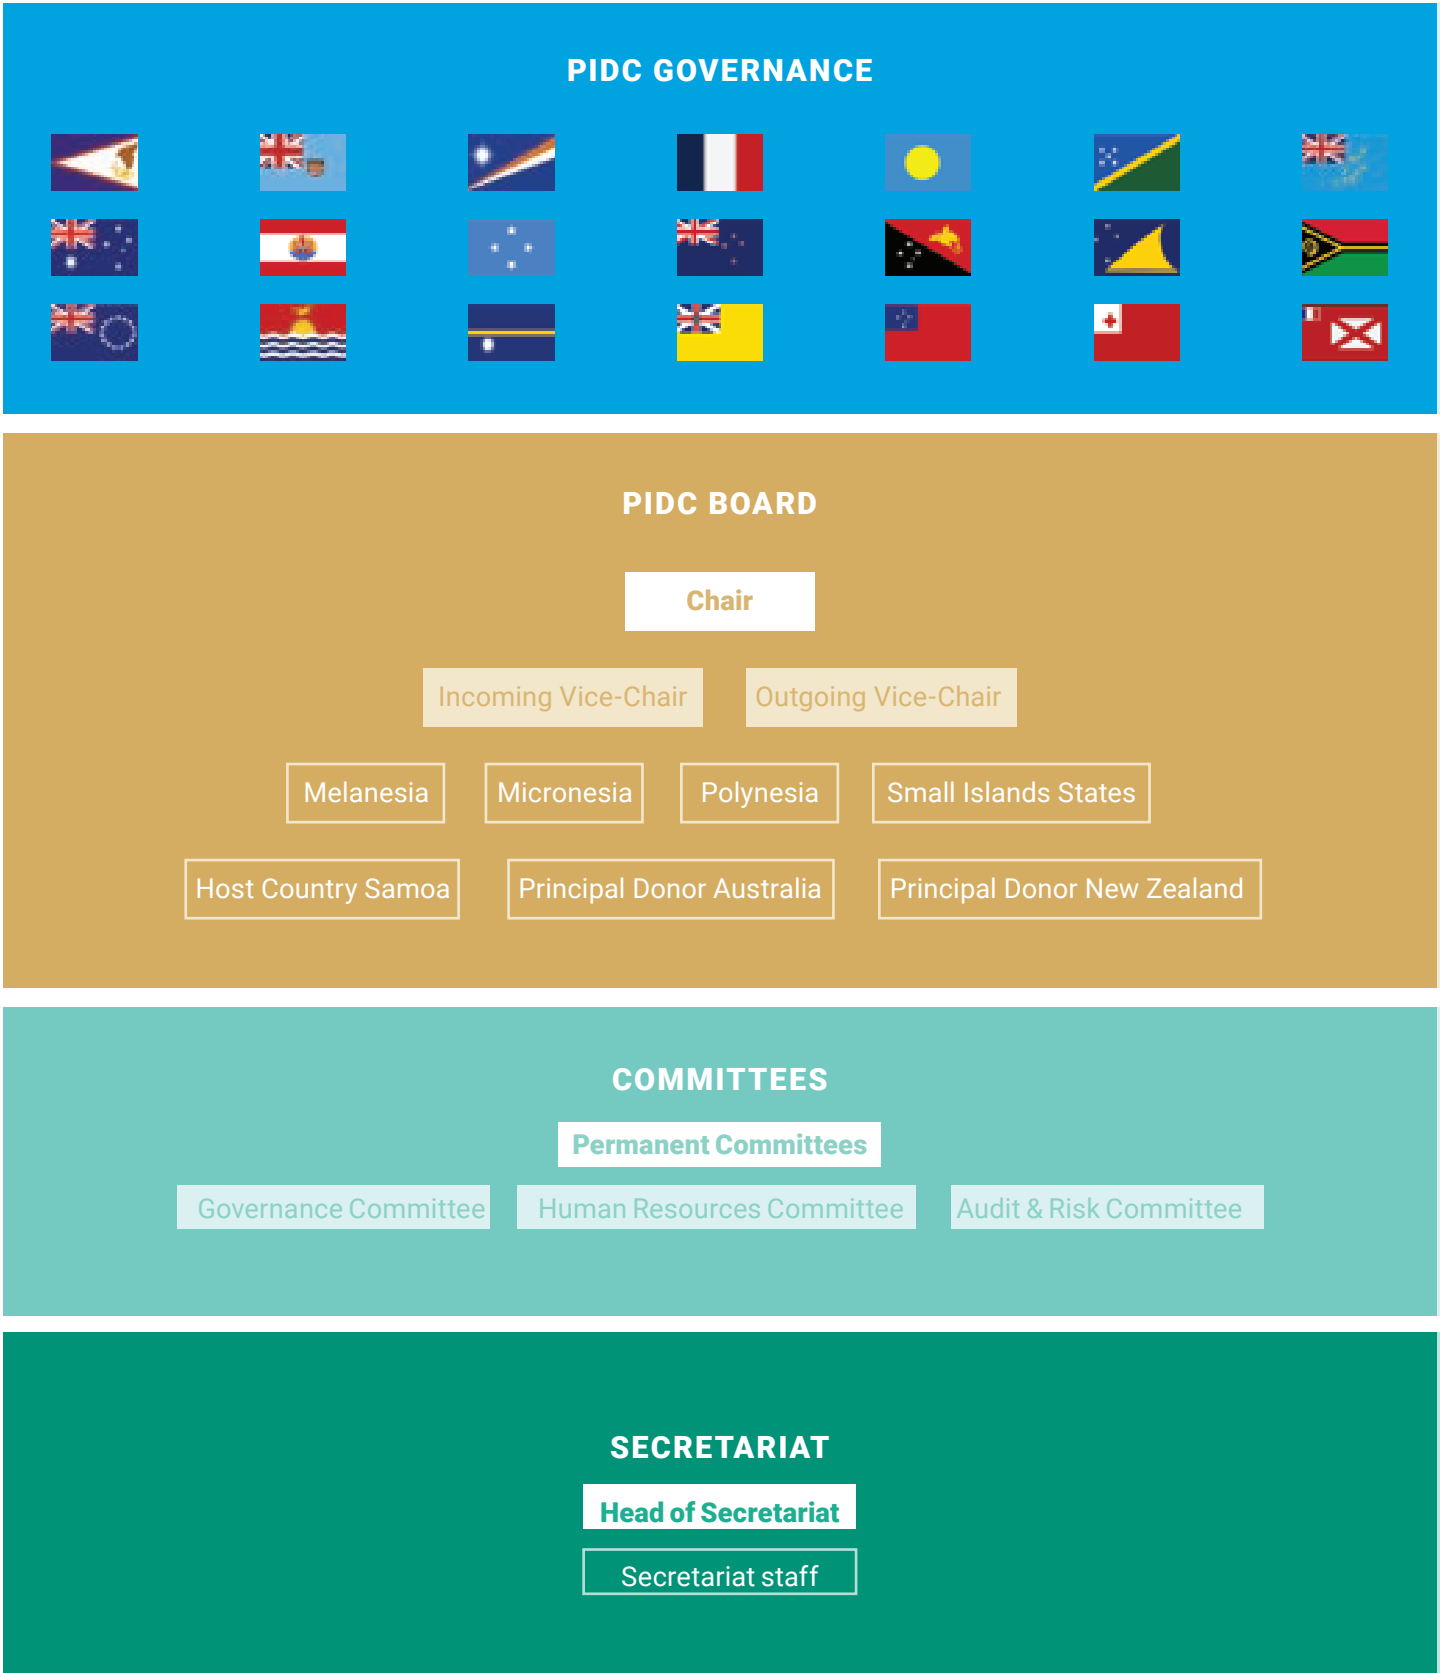 PIDC GOVERNANCE
PIDC BOARD
Chair
Incoming Vice-Chair Outgoing Vice-Chair
Melanesia Micronesia Polynesia Small Islands States
Host Country Samoa Principal Donor Australia Principal Donor New Zealand
COMMITTEES
Permanent Committees
Governance Committee Human Resources Committee Audit & Risk Committee
SECRETARIAT
Head of Secretariat
Secretariat staff